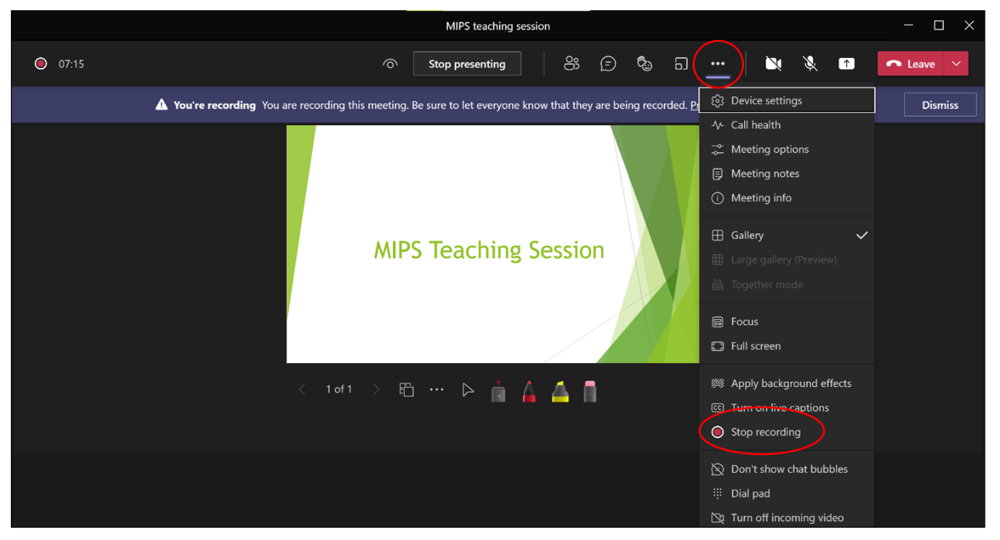 MIPS teaching session
07:15
Stop presenting
Leave
You're recording You are recording this meeting. Be sure to let everyone know that they are being recorded.
Dismiss
MIPS Teaching Session
1 of 1
Device settings
Call health
Meeting options
Meeting notes
Meeting info
Gallery
Large gallery (Preview)
Together mode
Focus
Full screen
Apply background effects
CC Turn on live captions
Stop recording
Don't show chat bubbles
Dial pad
Turn off incoming video